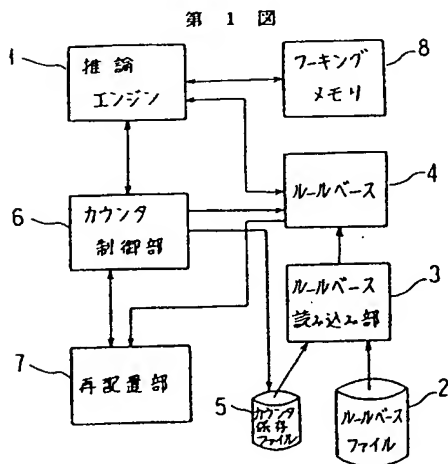 第 1 図
1
推論
エンジン
フーキング
メモリ
8
6
カウンタ
制御部
ルールベース
4
7
再配置部
ルールベース
読み込み部
3
5
カウンタ
保存
ファイル
ルールベース
ファイル
2